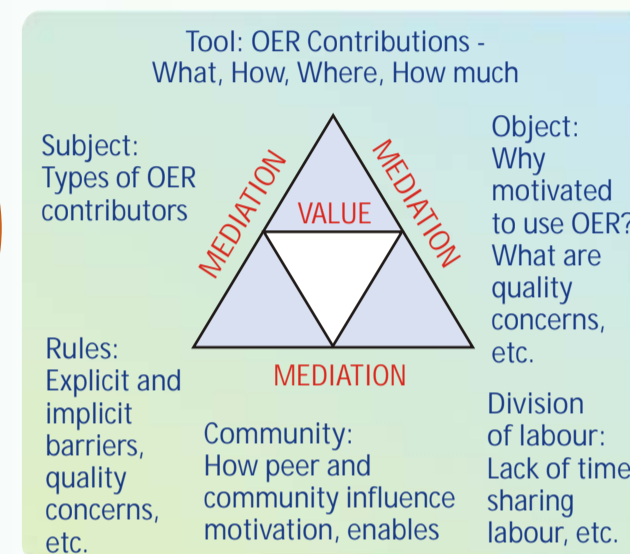 Tool: OER Contributions -
What, How, Where, How much
Subject:
Types of OER
contributors
MEDIATION
VALUE
MEDIATION
Object:
Why
motivated
to use OER?
What are
quality
concerns,
etc.
Rules:
Explicit and
implicit
barriers,
quality
concerns,
etc.
MEDIATION
Community:
How peer and
community influence
motivation, enables
Division
of labour:
Lack of time
sharing
labour, etc.